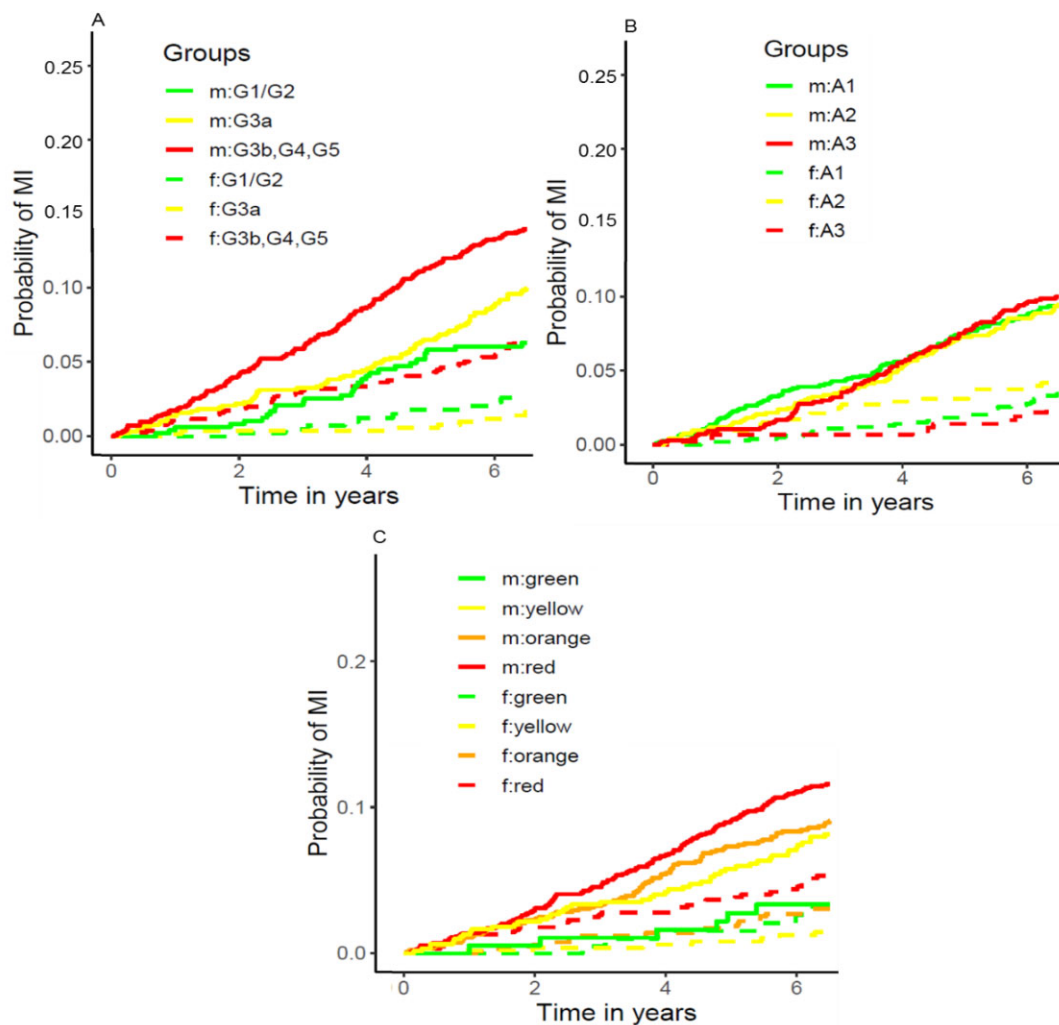 A
Groups
m:G1/G2
m:G3a
m:G3b,G4,G5
f:G1/G2
f:G3a
f:G3b,G4,G5
Probability of MI
0.25
0.20
0.15
0.10
0.05
0.00
0 2 4 6
Time in years
B
Groups
m:A1
m:A2
m:A3
f:A1
f:A2
f:A3
Probability of MI
0.25
0.20
0.15
0.10
0.05
0.00
0 2 4 6
Time in years
C
m:green
m:yellow
m:orange
m:red
f:green
f:yellow
f:orange
f:red
Probability of MI
0.2
0.1
0.0
0 2 4 6
Time in years